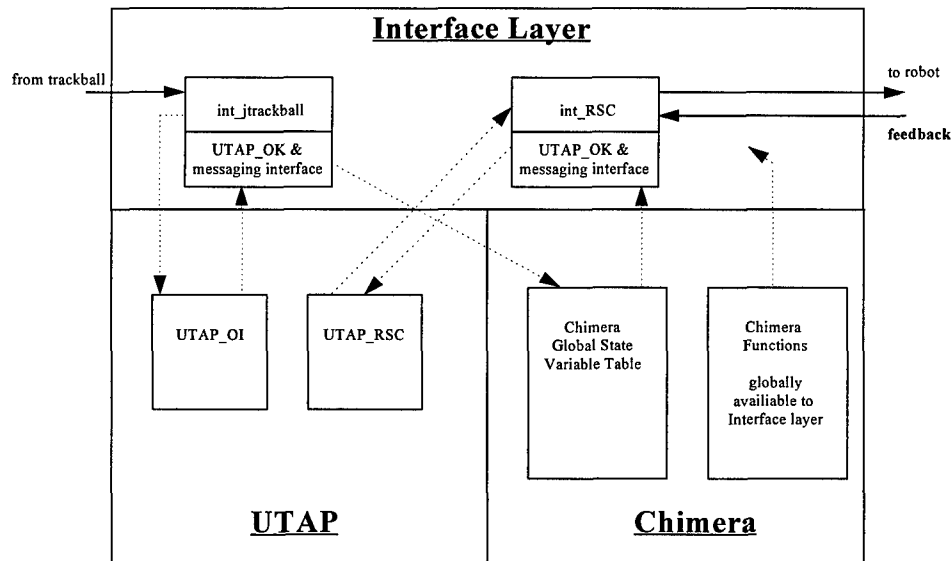 Interface Layer
from trackball
to robot
int_jtrackball
int_RSC
feedback
UTAP_OK &
messaging interface
UTAP_OK &
messaging interface
UTAP_OI
UTAP_RSC
Chimera
Global State
Variable Table
Chimera
Functions
globally
availiable to
Interface layer
UTAP
Chimera